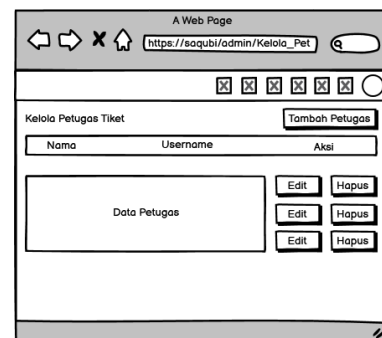 A Web Page
https://saqubi/admin/Kelola_Pet
Kelola Petugas Tiket
Tambah Petugas
Nama Username Aksi
Data Petugas
Edit Hapus
Edit Hapus
Edit Hapus